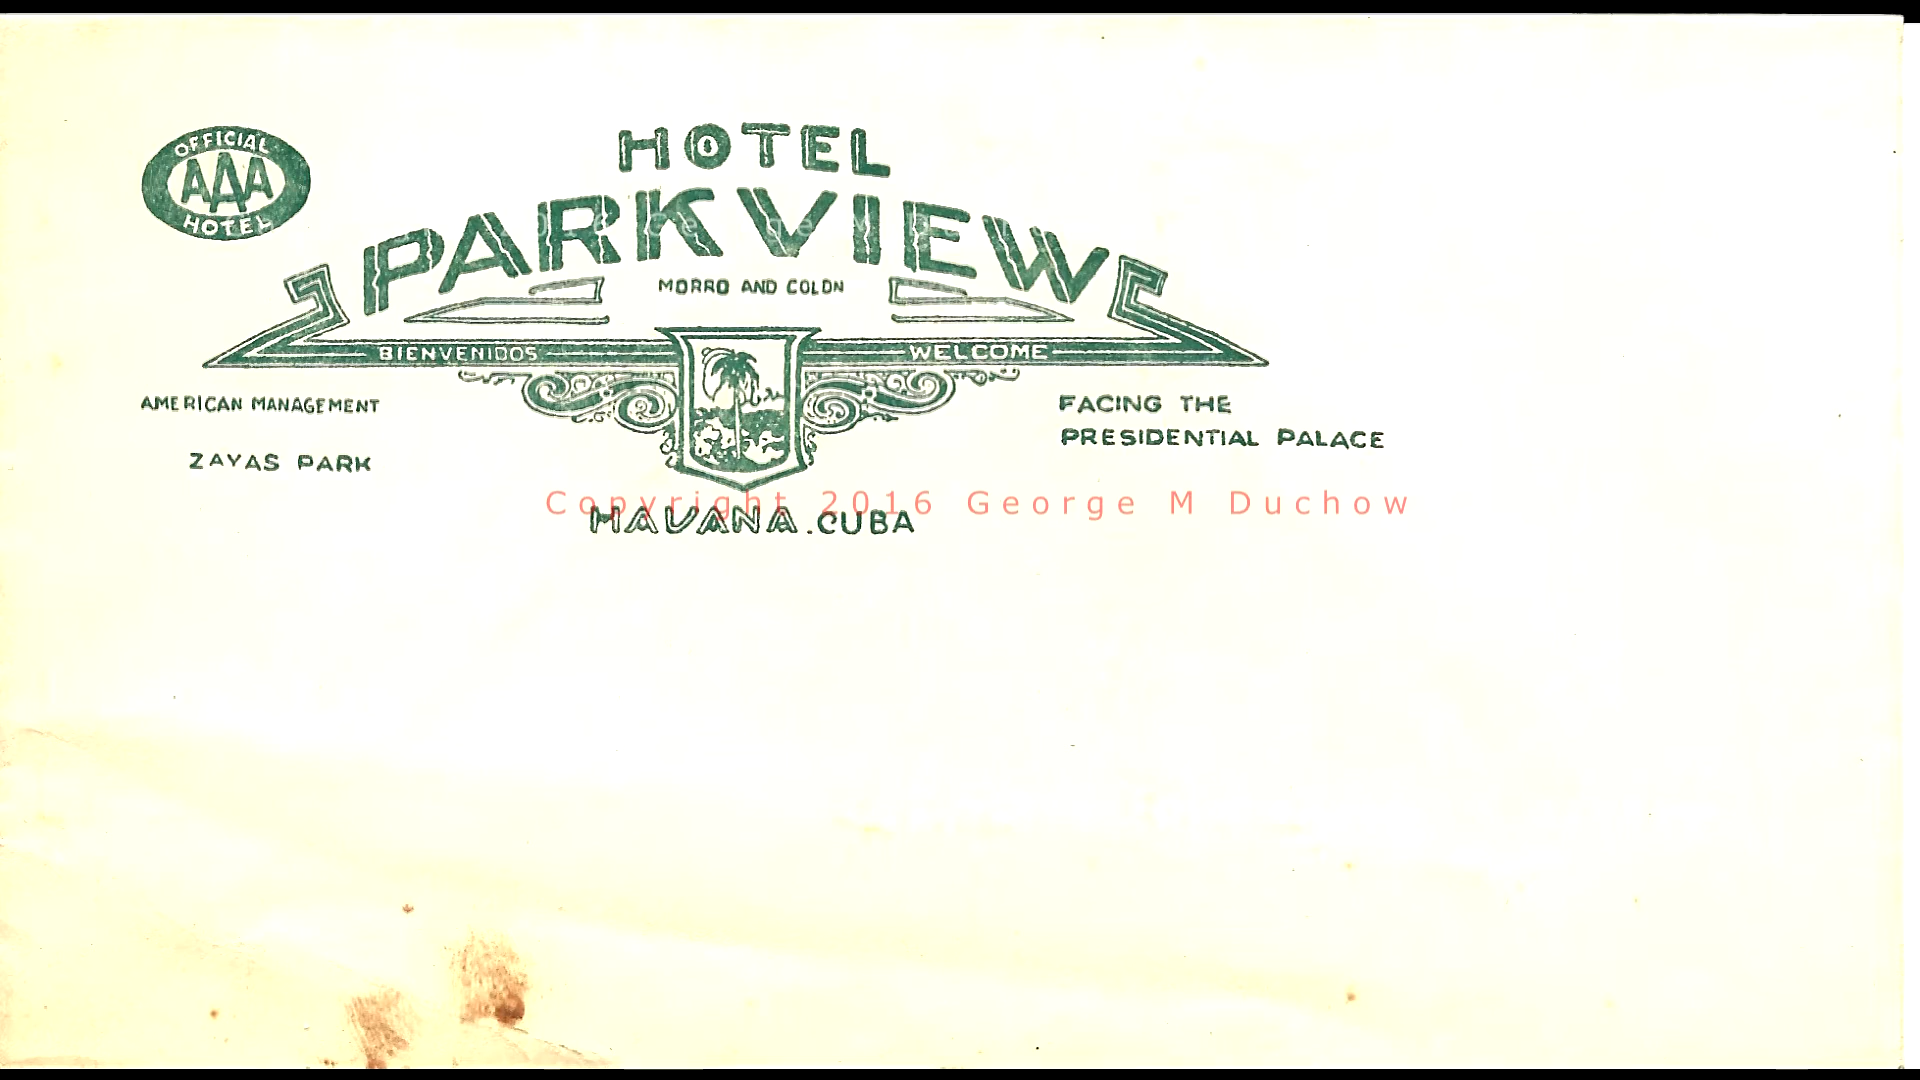 OFFICIAL
AAA
HOTEL
HOTEL
PARKVIEW
MORRO AND COLON
BIENVENIDOS
WELCOME
AMERICAN MANAGEMENT
ZAYAS PARK
FACING THE
PRESIDENTIAL PALACE
Copyright 2016 George M Duchow
HAVANA.CUBA